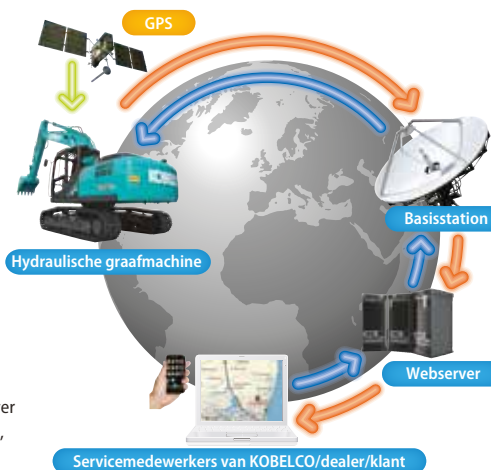 GPS
Basisstation
Hydraulische graafmachine
Webserver
Servicemedewerkers van KOBELCO/dealer/klant